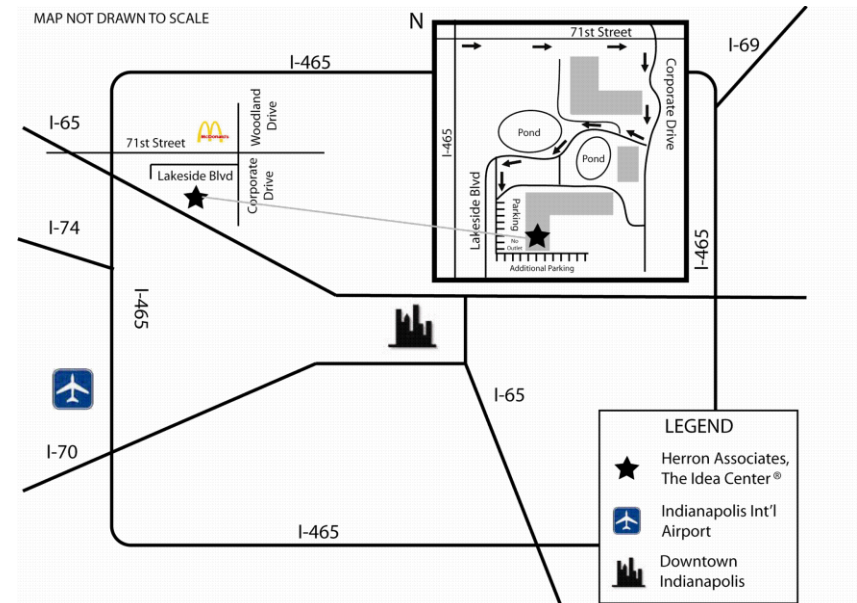 MAP NOT DRAWN TO SCALE
N
71st Street
I-69
I-465
Corporate Drive
I-65
McDonald's
Woodland
Drive
71st Street
Lakeside Blvd
Corporate
Drive
I-465
Pond
Pond
Lakeside Blvd
Parking
No
Outlet
Additional Parking
I-74
I-465
I-465
I-65
I-70
I-465
LEGEND
Herron Associates,
The Idea Center®
Indianapolis Int'l
Airport
Downtown
Indianapolis